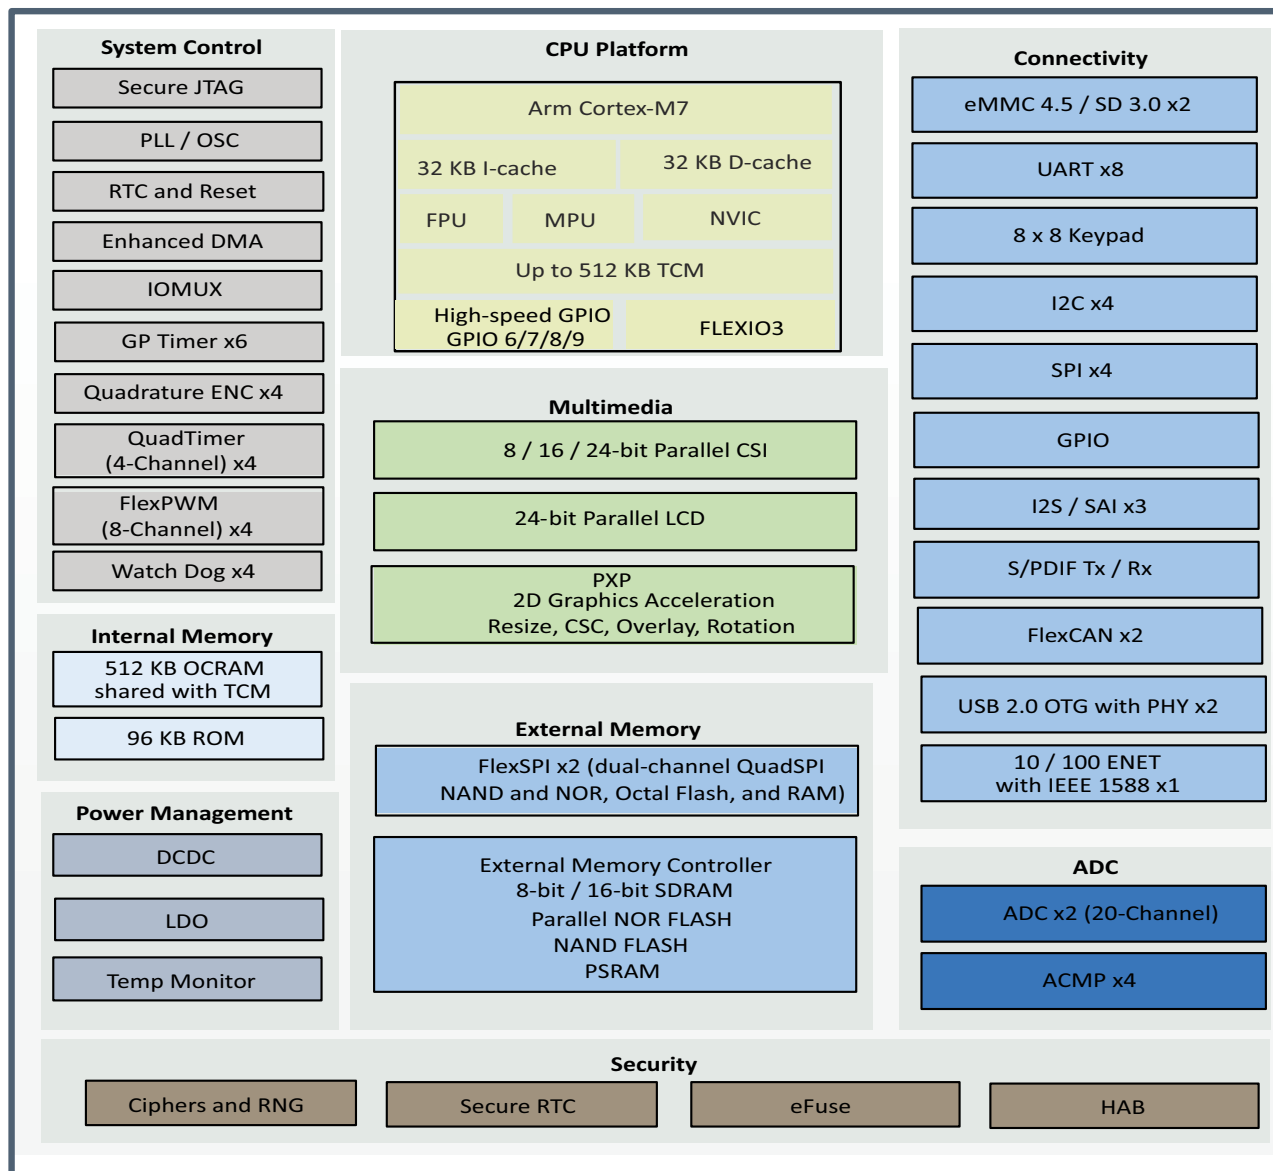 System Control
Secure JTAG
PLL / OSC
RTC and Reset
Enhanced DMA
IOMUX
GP Timer x6
Quadrature ENC x4
QuadTimer
(4-Channel) x4
FlexPWM
(8-Channel) x4
Watch Dog x4
Internal Memory
512 KB OCRAM
shared with TCM
96 KB ROM
Power Management
DCDC
LDO
Temp Monitor
CPU Platform
Arm Cortex-M7
32 KB I-cache
32 KB D-cache
FPU
MPU
NVIC
Up to 512 KB TCM
High-speed GPIO
GPIO 6/7/8/9
FLEXIO3
Multimedia
8 / 16 / 24-bit Parallel CSI
24-bit Parallel LCD
PXP
2D Graphics Acceleration
Resize, CSC, Overlay, Rotation
External Memory
FlexSPI x2 (dual-channel QuadSPI
NAND and NOR, Octal Flash, and RAM)
External Memory Controller
8-bit / 16-bit SDRAM
Parallel NOR FLASH
NAND FLASH
PSRAM
Connectivity
eMMC 4.5 / SD 3.0 x2
UART x8
8 x 8 Keypad
I2C x4
SPI x4
GPIO
I2S / SAI x3
S/PDIF Tx / Rx
FlexCAN x2
USB 2.0 OTG with PHY x2
10 / 100 ENET
with IEEE 1588 x1
ADC
ADC x2 (20-Channel)
ACMP x4
Security
Ciphers and RNG
Secure RTC
eFuse
HAB